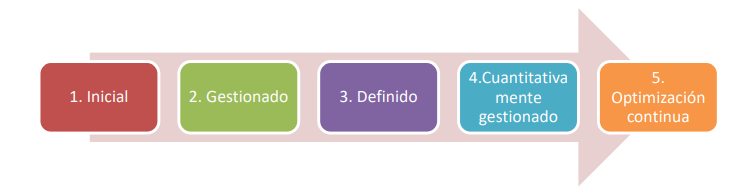 1. Inicial
2. Gestionado
3. Definido
4.Cuantitativa
mente
gestionado
5.
Optimización
continua